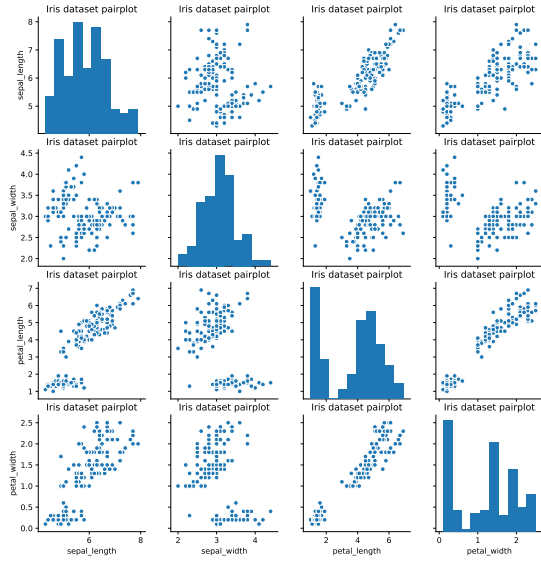 Iris dataset pairplot Iris dataset pairplot Iris dataset pairplot Iris dataset pairplot
8
7
6
5
sepal_length
Iris dataset pairplot Iris dataset pairplot Iris dataset pairplot Iris dataset pairplot
4.5
4.0
3.5
3.0
2.5
2.0
sepal_width
Iris dataset pairplot Iris dataset pairplot Iris dataset pairplot Iris dataset pairplot
7
6
5
4
3
2
1
petal_length
Iris dataset pairplot Iris dataset pairplot Iris dataset pairplot Iris dataset pairplot
2.5
2.0
1.5
1.0
0.5
0.0
petal_width
6 8 2 3 4 2 4 6 0 1 2
sepal_length sepal_width petal_length petal_width